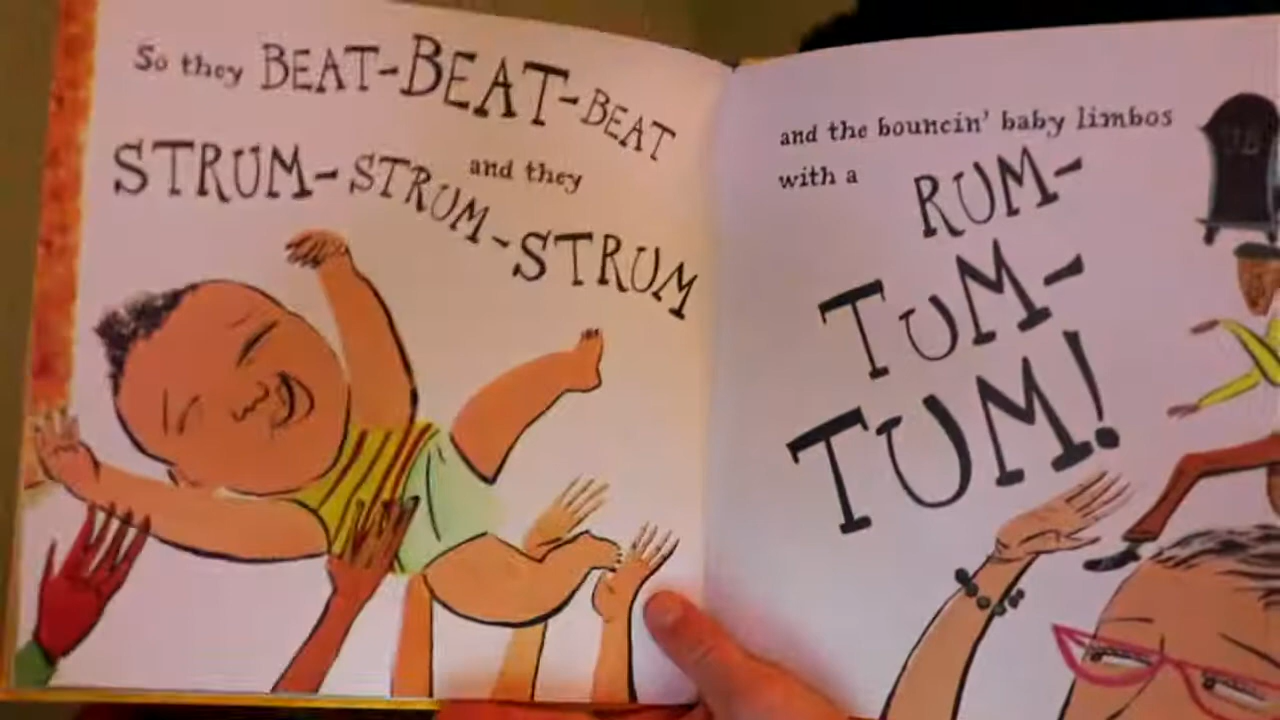 So they BEAT-BEAT-BEAT
and they
STRUM-STRUM-STRUM
and the bouncin' baby limbos
with a RUM-
TUM-
TUM!